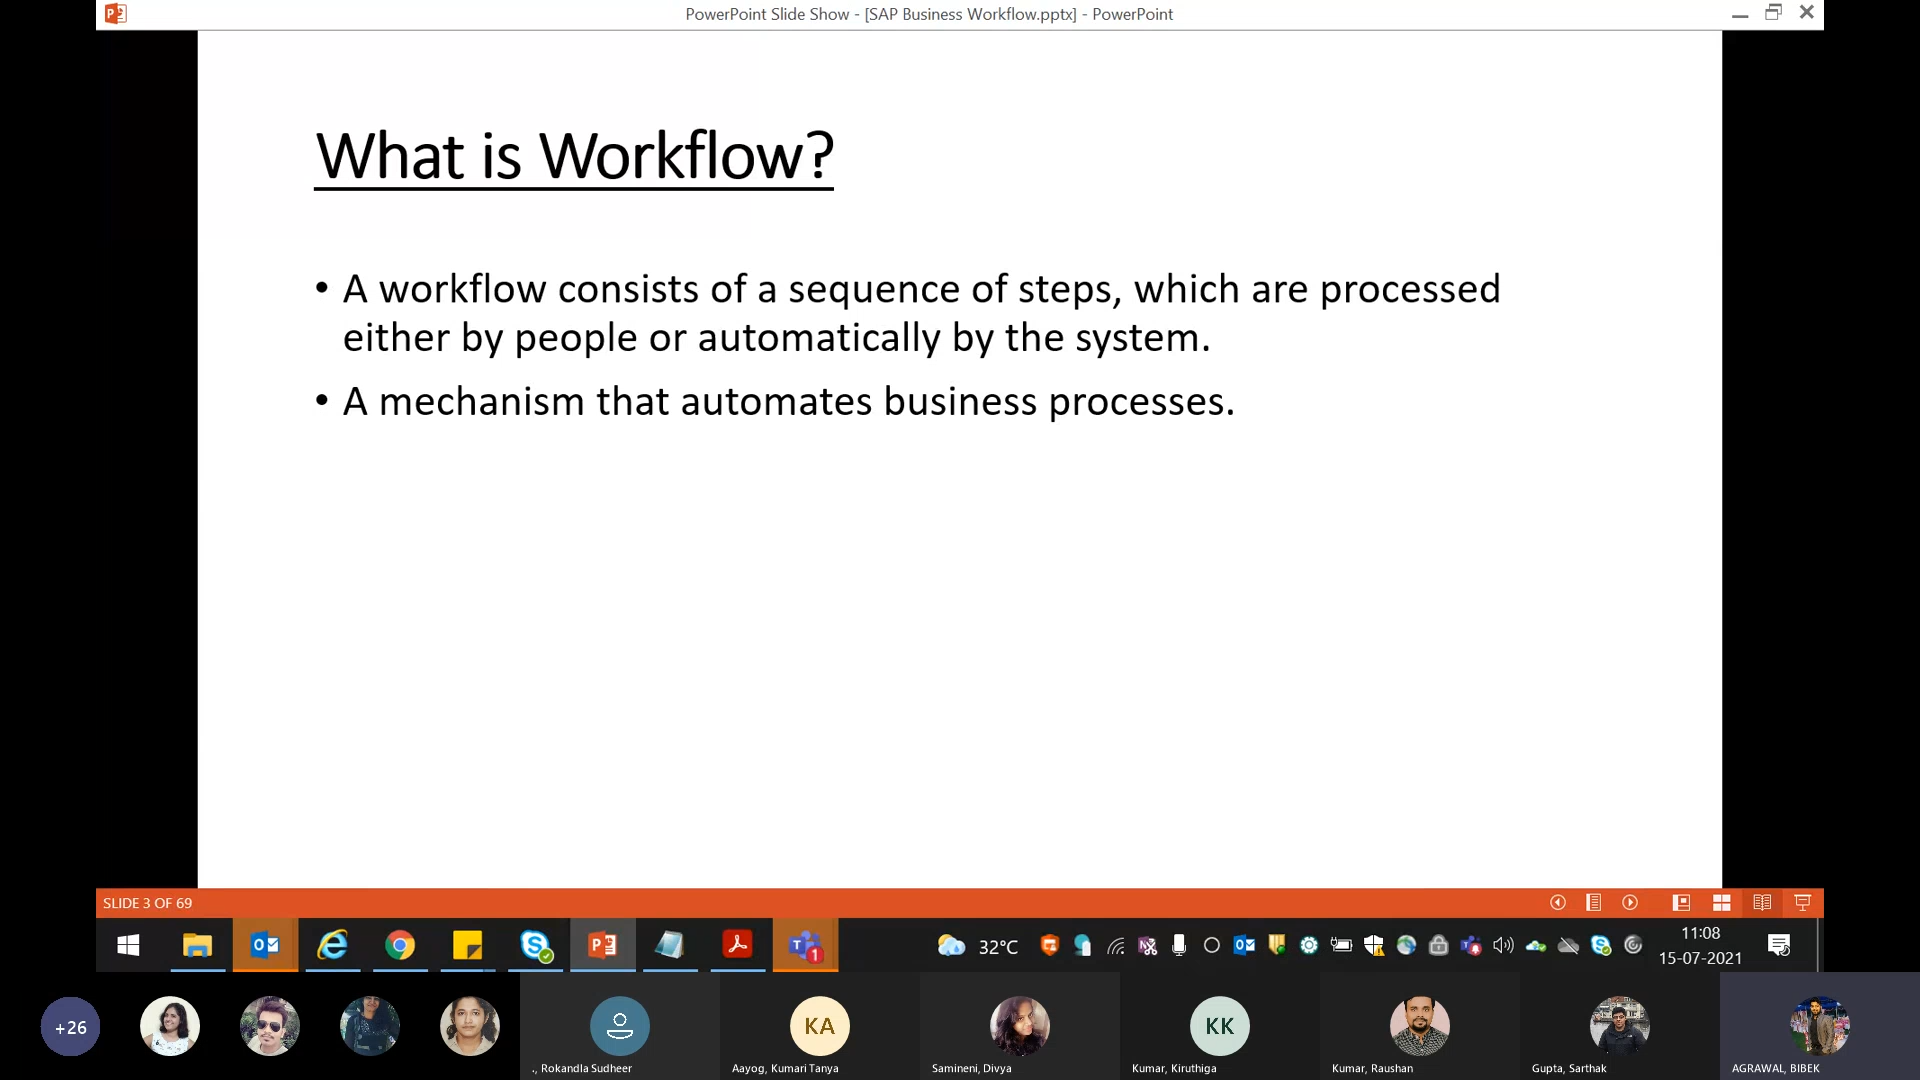 PowerPoint Slide Show - [SAP Business Workflow.pptx] - PowerPoint
What is Workflow?
• A workflow consists of a sequence of steps, which are processed
either by people or automatically by the system.
• A mechanism that automates business processes.
SLIDE 3 OF 69
32°C
11:08
15-07-2021
1
+26
KA
KK
., Rokandla Sudheer
Aayog, Kumari Tanya
Samineni, Divya
Kumar, Kiruthiga
Kumar, Raushan
Gupta, Sarthak
AGRAWAL, BIBEK